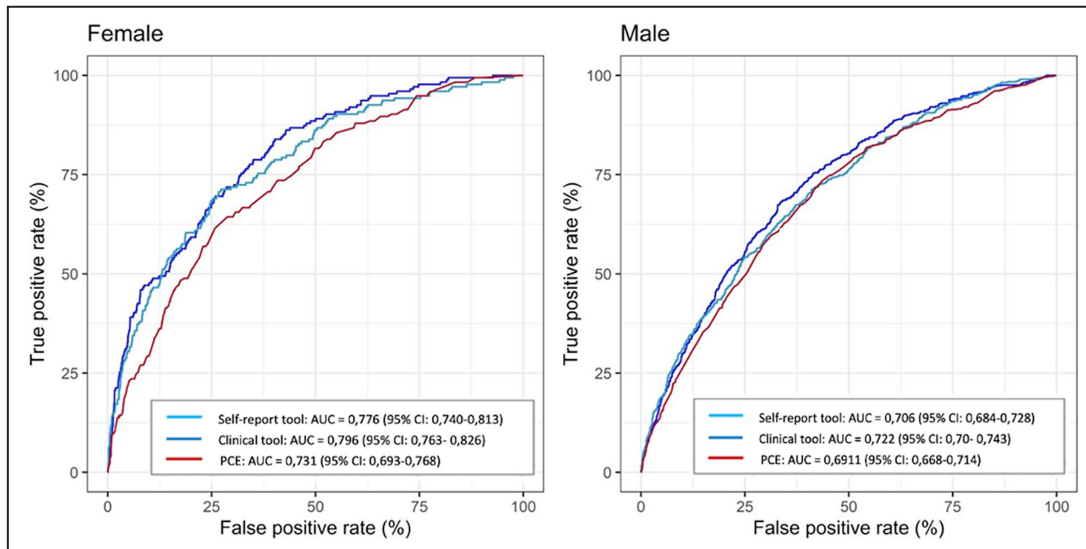 Female
True positive rate (%)
100
75
50
25
0
Self-report tool: AUC = 0,776 (95% CI: 0,740-0,813)
Clinical tool: AUC = 0,796 (95% CI: 0,763- 0,826)
PCE: AUC = 0,731 (95% CI: 0,693-0,768)
0 25 50 75 100
False positive rate (%)
Male
True positive rate (%)
100
75
50
25
0
Self-report tool: AUC = 0,706 (95% CI: 0,684-0,728)
Clinical tool: AUC = 0,722 (95% CI: 0,70- 0,743)
PCE: AUC = 0,6911 (95% CI: 0,668-0,714)
0 25 50 75 100
False positive rate (%)